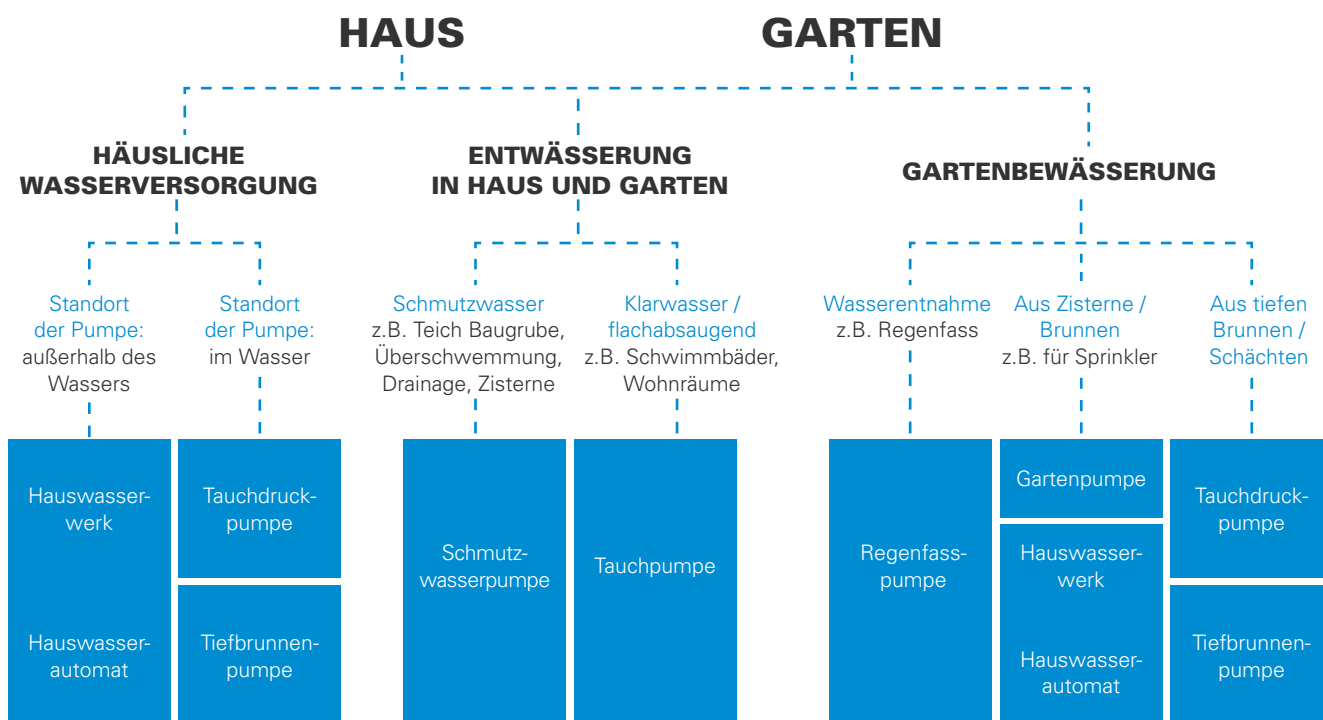 HAUS
GARTEN
HÄUSLICHE
WASSERVERSORGUNG
ENTWÄSSERUNG
IN HAUS UND GARTEN
GARTENBEWÄSSERUNG
Standort
der Pumpe:
außerhalb des
Wassers
Standort
der Pumpe:
im Wasser
Schmutzwasser
z.B. Teich Baugrube,
Überschwemmung,
Drainage, Zisterne
Klarwasser /
flachabsaugend
z.B. Schwimmbäder,
Wohnräume
Wasserentnahme
z.B. Regenfass
Aus Zisterne /
Brunnen
z.B. für Sprinkler
Aus tiefen
Brunnen /
Schächten
Hauswasser-
werk
Hauswasser-
automat
Tauchdruck-
pumpe
Tiefbrunnen-
pumpe
Schmutz-
wasserpumpe
Tauchpumpe
Regenfass-
pumpe
Gartenpumpe
Hauswasser-
werk
Hauswasser-
automat
Tauchdruck-
pumpe
Tiefbrunnen-
pumpe